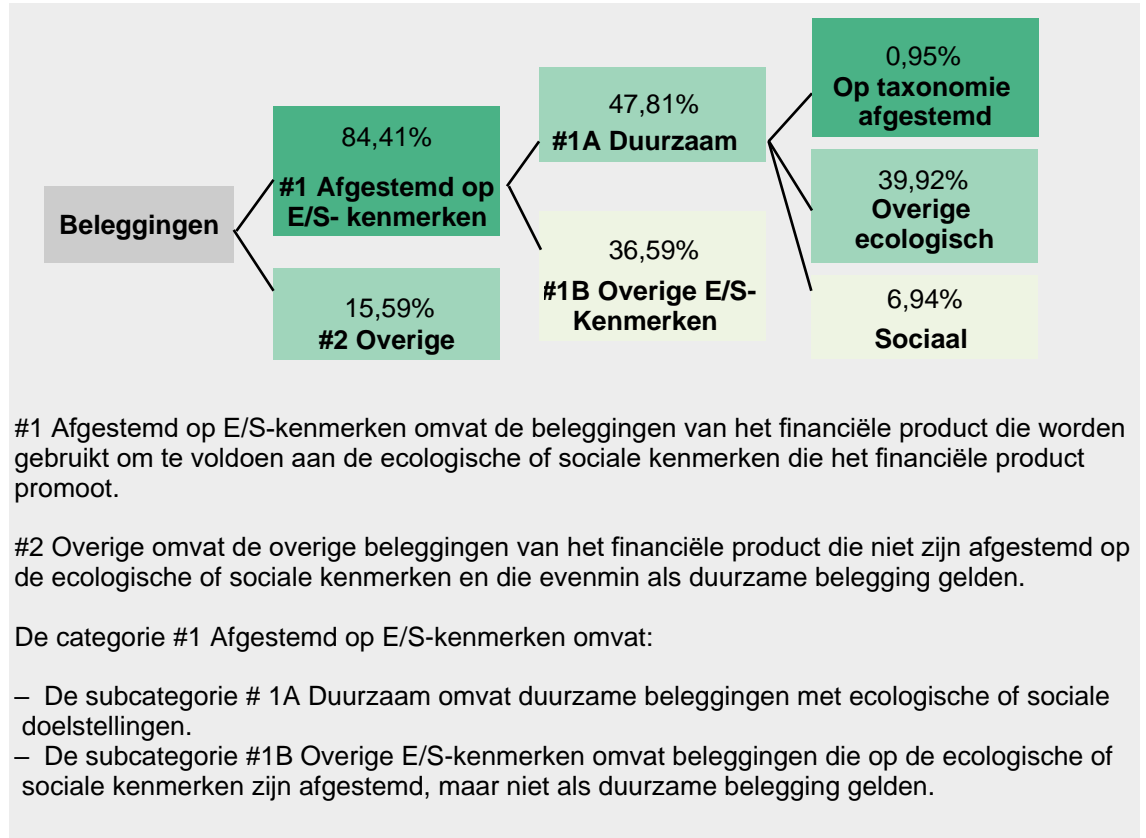 Beleggingen
84,41%
#1 Afgestemd op
E/S- kenmerken
15,59%
#2 Overige
47,81%
#1A Duurzaam
36,59%
#1B Overige E/S-
Kenmerken
0,95%
Op taxonomie
afgestemd
39,92%
Overige
ecologisch
6,94%
Sociaal
#1 Afgestemd op E/S-kenmerken omvat de beleggingen van het financiële product die worden
gebruikt om te voldoen aan de ecologische of sociale kenmerken die het financiële product
promoot.
#2 Overige omvat de overige beleggingen van het financiële product die niet zijn afgestemd op
de ecologische of sociale kenmerken en die evenmin als duurzame belegging gelden.
De categorie #1 Afgestemd op E/S-kenmerken omvat:
– De subcategorie # 1A Duurzaam omvat duurzame beleggingen met ecologische of sociale
doelstellingen.
– De subcategorie #1B Overige E/S-kenmerken omvat beleggingen die op de ecologische of
sociale kenmerken zijn afgestemd, maar niet als duurzame belegging gelden.